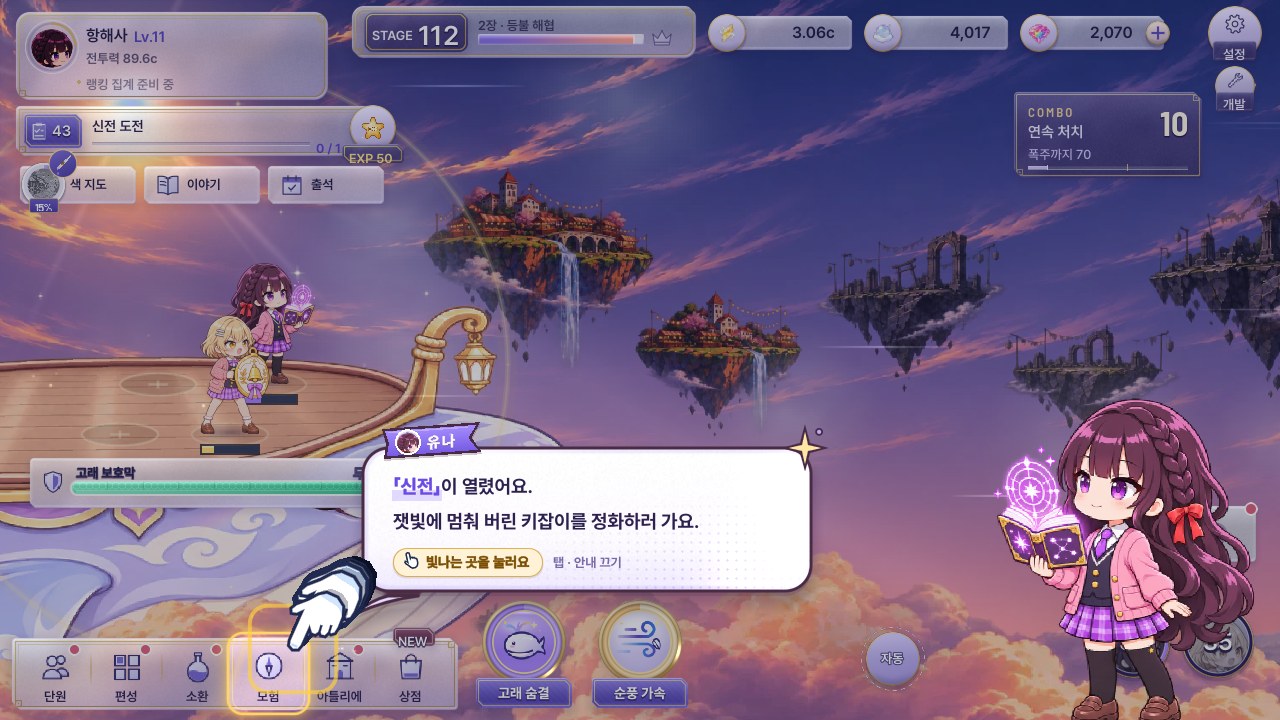 항해사 Lv.11
전투력 89.6c
랭킹 집계 준비 중
STAGE 112
2장 · 등불 해협
3.06c
4,017
2,070
설정
개발
43
신전 도전
0 / 1
EXP 50
색 지도
15%
이야기
출석
COMBO
연속 처치
10
폭주까지 70
고래 보호막
유나
「신전」이 열렸어요.
잿빛에 멈춰 버린 키잡이를 정화하러 가요.
빛나는 곳을 눌러요
탭 · 안내 끄기
NEW
단원
편성
소환
모험
아틀리에
상점
고래 숨결
순풍 가속
자동